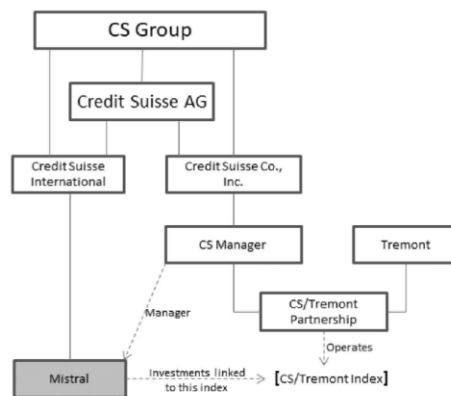 CS Group
Credit Suisse AG
Credit Suisse
International
Credit Suisse Co.,
Inc.
CS Manager
Tremont
Manager
CS/Tremont
Partnership
Operates
Mistral
Investments linked
to this index
[CS/Tremont Index]